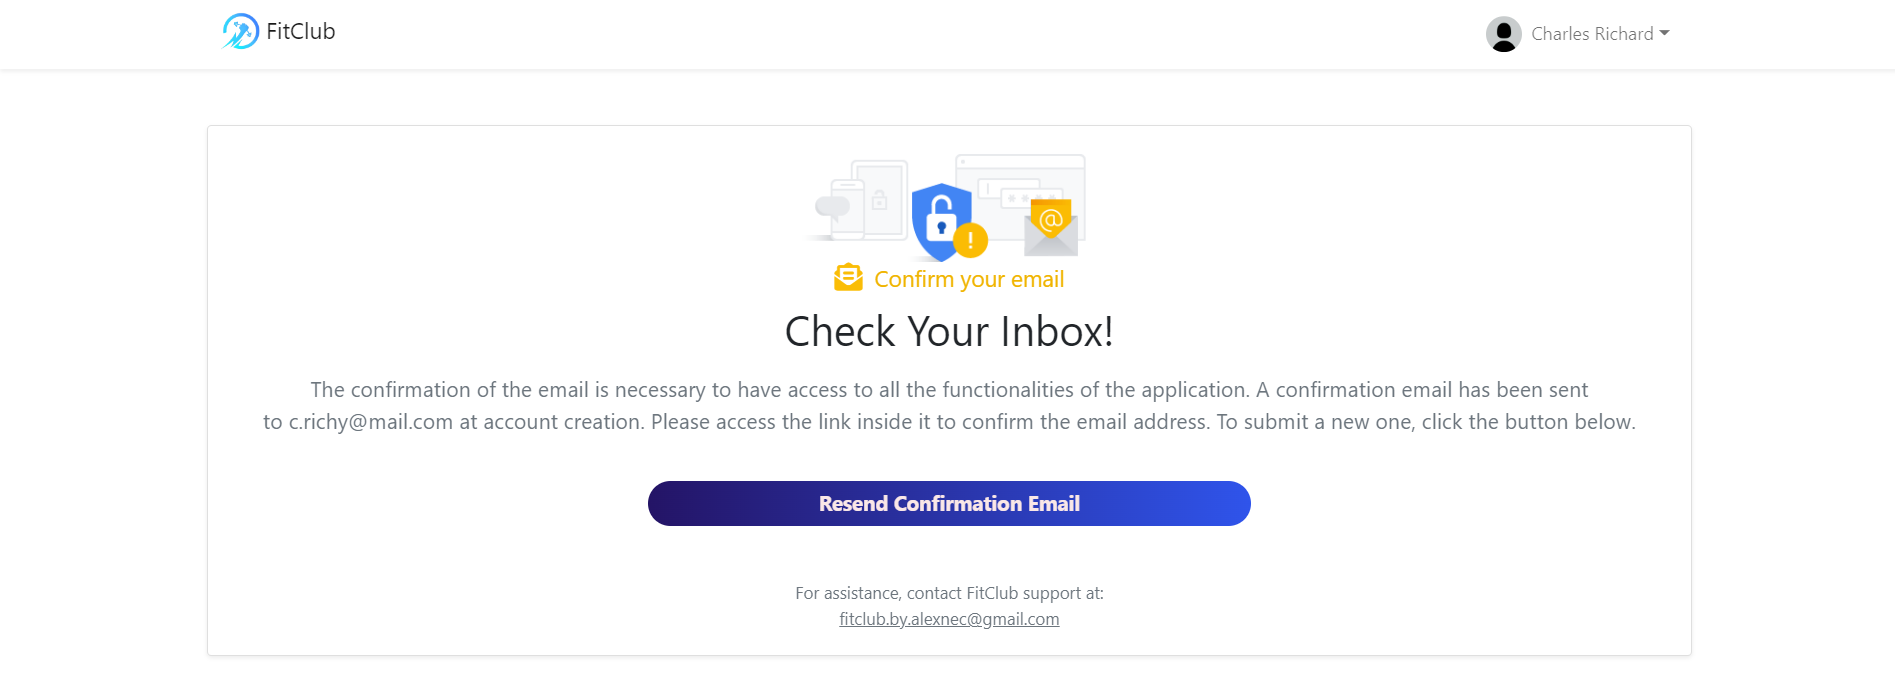 FitClub
Charles Richard
Confirm your email
Check Your Inbox!
The confirmation of the email is necessary to have access to all the functionalities of the application. A confirmation email has been sent
to c.richy@mail.com at account creation. Please access the link inside it to confirm the email address. To submit a new one, click the button below.
Resend Confirmation Email
For assistance, contact FitClub support at:
fitclub.by.alexnec@gmail.com